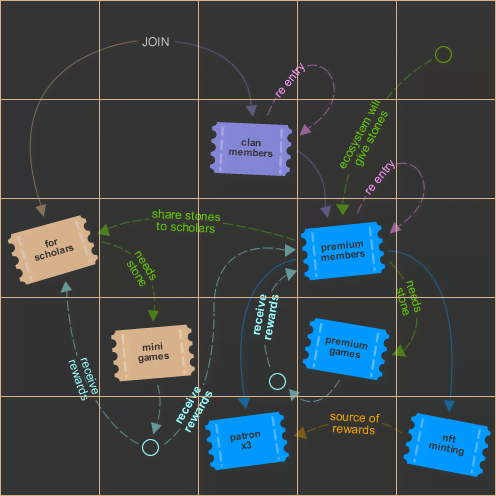 JOIN
re entry
ecosystem will
give stones
clan
members
re entry
share stones
to scholars
for
scholars
premium
members
needs
stone
needs
stone
receive
rewards
mini
games
premium
games
receive
rewards
receive
rewards
patron
x3
source of
rewards
nft
minting